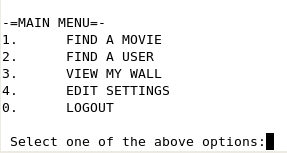 -=MAIN MENU=-
1. FIND A MOVIE
2. FIND A USER
3. VIEW MY WALL
4. EDIT SETTINGS
0. LOGOUT
Select one of the above options: